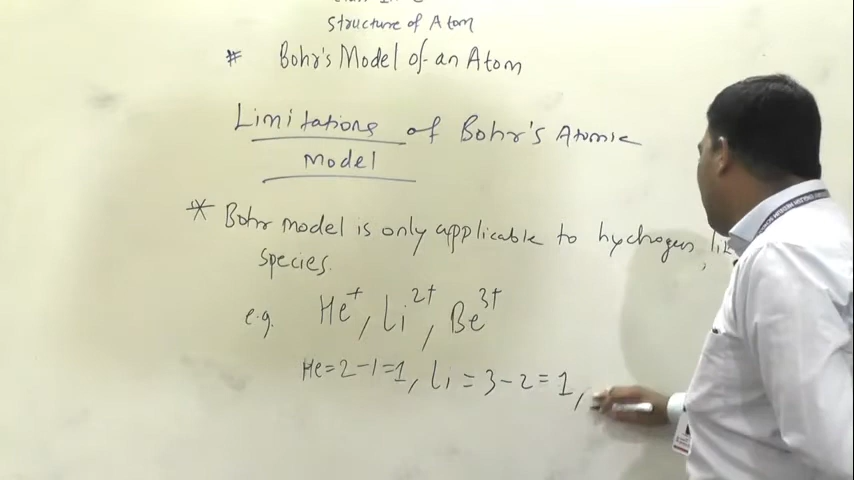 Structure of Atom
# Bohr's Model of an Atom
Limitations of Bohr's Atomic
Model
* Bohr model is only applicable to hydrogen,
species.
e.g. He⁺, Li²⁺, Be³⁺
He=2-1=1, Li = 3-2=1,